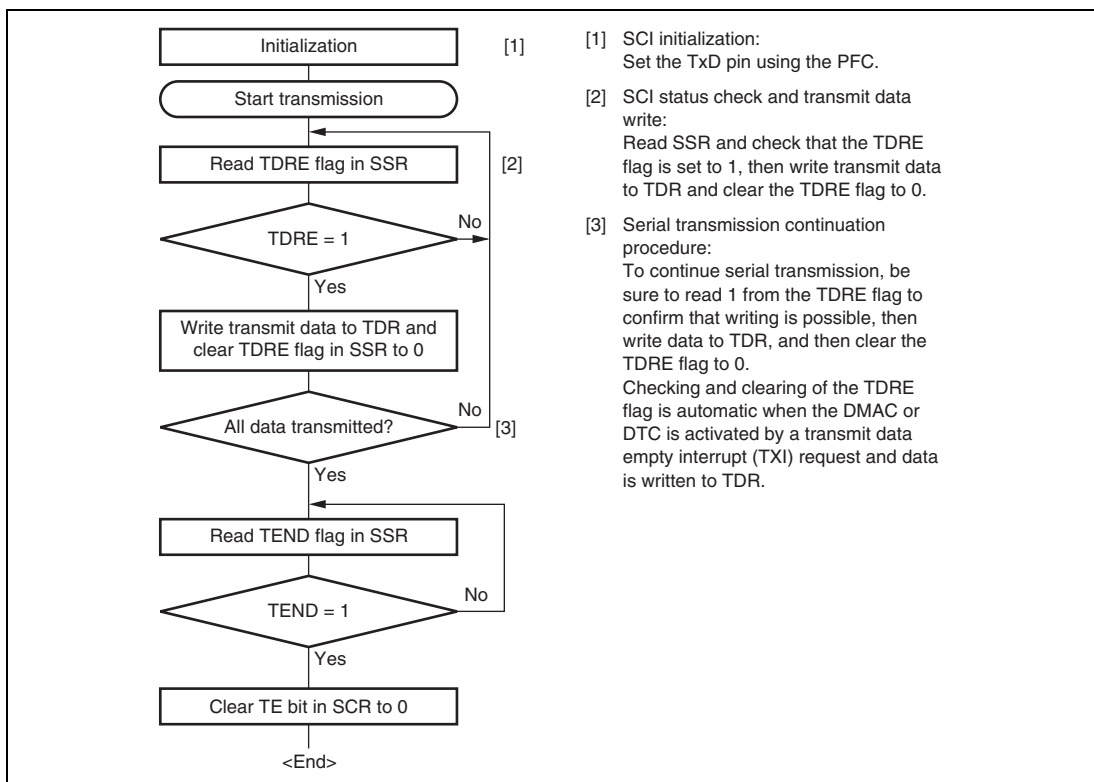 Initialization
[1]
Start transmission
Read TDRE flag in SSR
[2]
No
TDRE = 1
Yes
Write transmit data to TDR and
clear TDRE flag in SSR to 0
No
All data transmitted?
[3]
Yes
Read TEND flag in SSR
No
TEND = 1
Yes
Clear TE bit in SCR to 0
<End>
[1] SCI initialization:
Set the TxD pin using the PFC.
[2] SCI status check and transmit data
write:
Read SSR and check that the TDRE
flag is set to 1, then write transmit data
to TDR and clear the TDRE flag to 0.
[3] Serial transmission continuation
procedure:
To continue serial transmission, be
sure to read 1 from the TDRE flag to
confirm that writing is possible, then
write data to TDR, and then clear the
TDRE flag to 0.
Checking and clearing of the TDRE
flag is automatic when the DMAC or
DTC is activated by a transmit data
empty interrupt (TXI) request and data
is written to TDR.